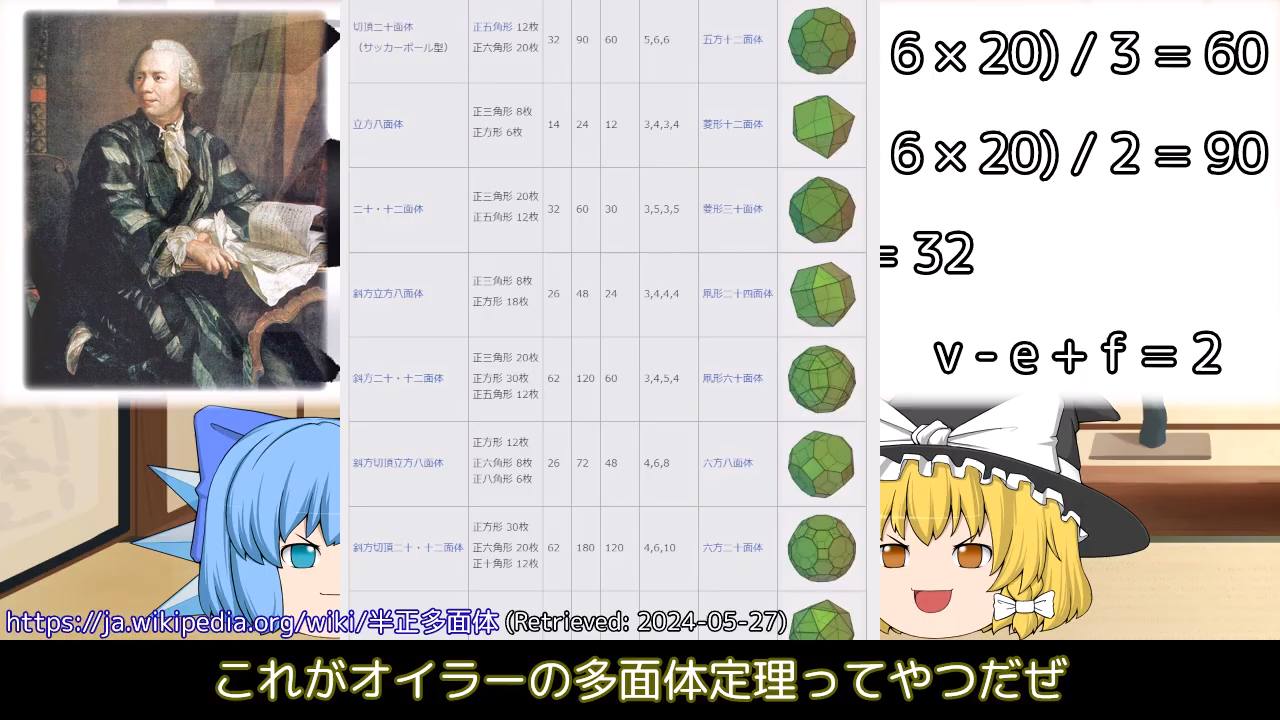 切頂二十面体
（サッカーボール型）
正五角形 12枚
正六角形 20枚
32 90 60 5,6,6 五方十二面体
立方八面体
正三角形 8枚
正方形 6枚
14 24 12 3,4,3,4 菱形十二面体
二十・十二面体
正三角形 20枚
正五角形 12枚
32 60 30 3,5,3,5 菱形三十面体
斜方立方八面体
正三角形 8枚
正方形 18枚
26 48 24 3,4,4,4 凧形二十四面体
斜方二十・十二面体
正三角形 20枚
正方形 30枚
正五角形 12枚
62 120 60 3,4,5,4 凧形六十面体
斜方切頂立方八面体
正方形 12枚
正六角形 8枚
正八角形 6枚
26 72 48 4,6,8 六方八面体
斜方切頂二十・十二面体
正方形 30枚
正六角形 20枚
正十角形 12枚
62 180 120 4,6,10 六方二十面体
6 × 20) / 3 = 60
6 × 20) / 2 = 90
= 32
v - e + f = 2
https://ja.wikipedia.org/wiki/半正多面体 (Retrieved: 2024-05-27)
これがオイラーの多面体定理ってやつだぜ